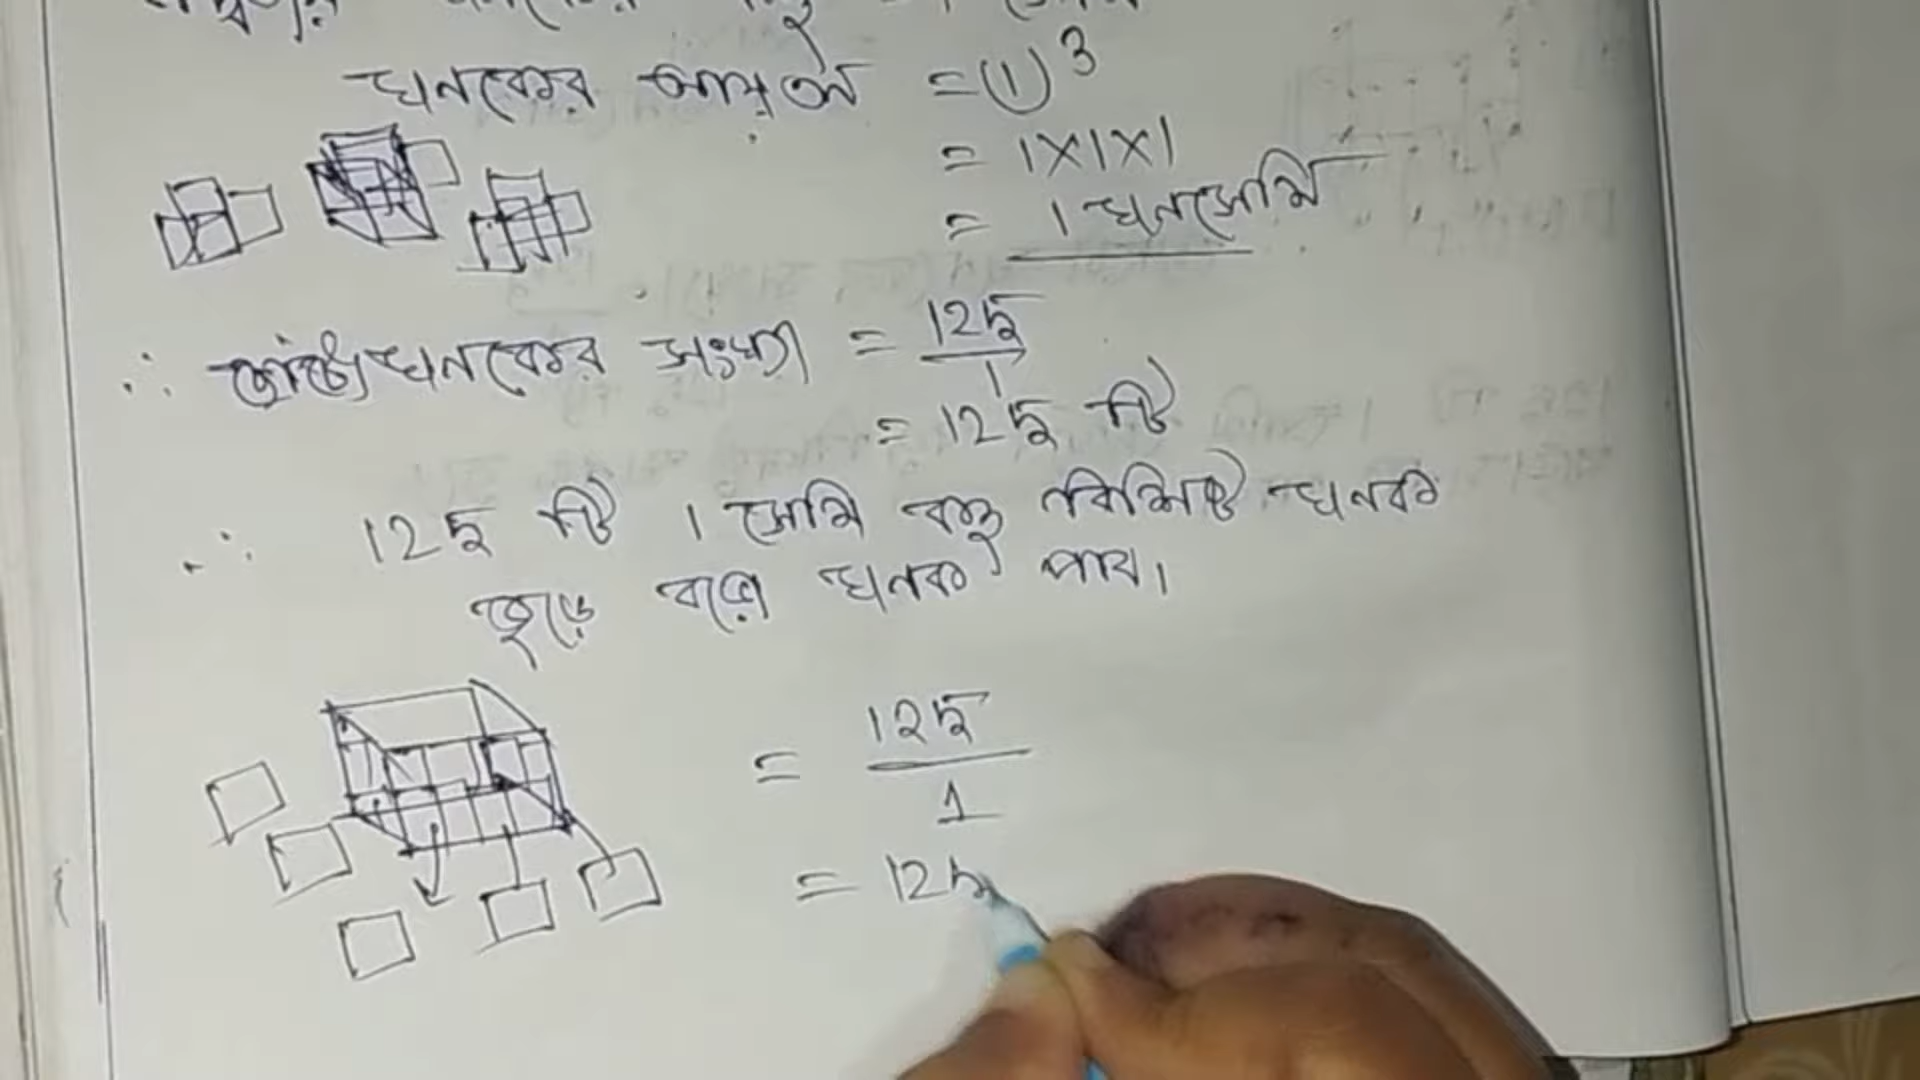 ঘনকের আয়তন = (1)³
= 1×1×1
= 1 ঘনসেমি
∴ ঘনকের সংখ্যা = 125/1
= 125 টি
∴ 125 টি 1 সেমি বাহু বিশিষ্ট ঘনক
জুড়ে বড়ো ঘনক পাব।
= 125/1
= 125